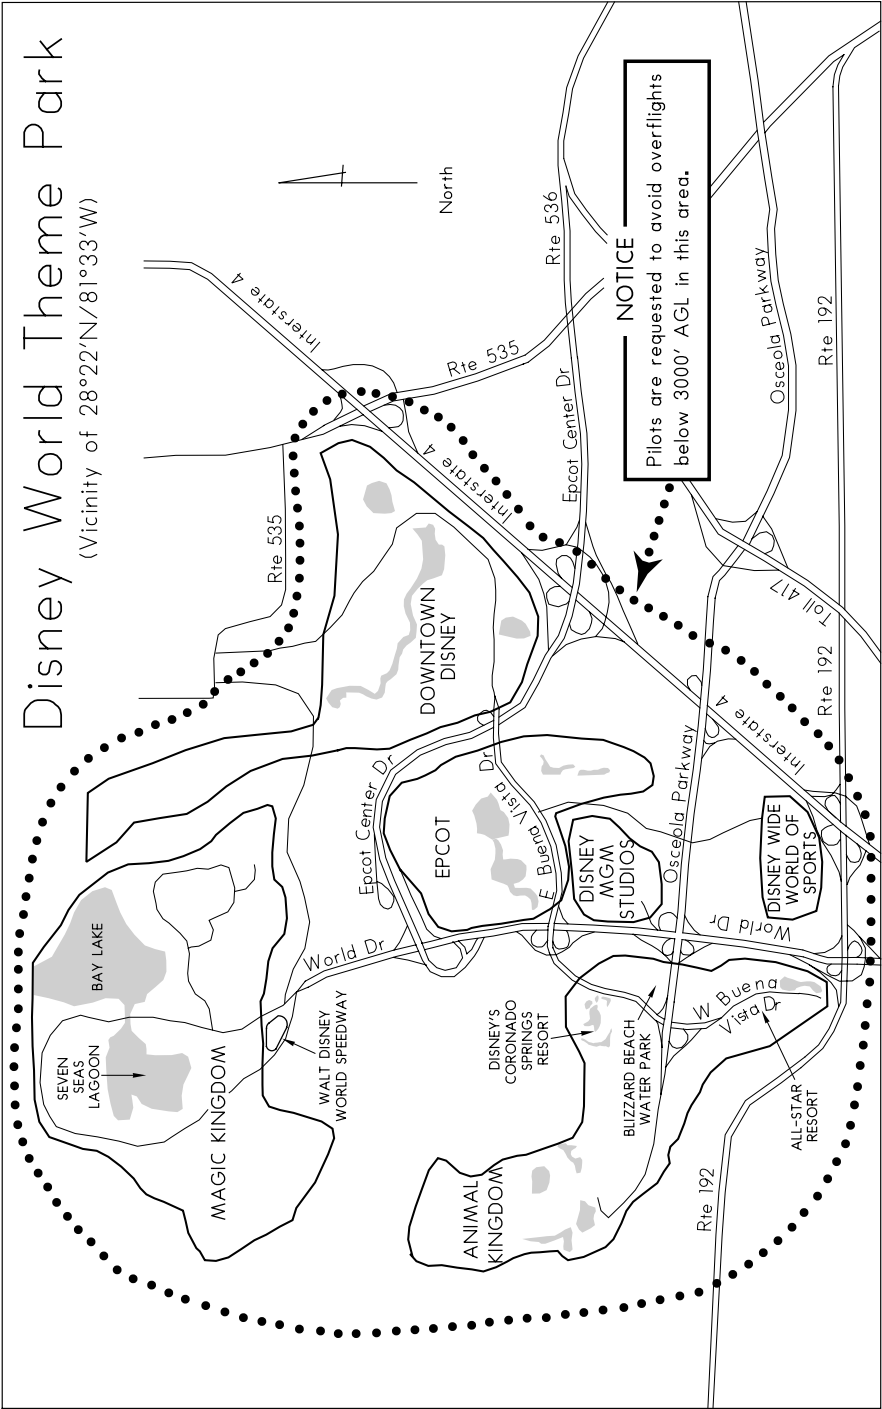 Disney World Theme Park
(Vicinity of 28°22'N/81°33'W)
North
Interstate 4
Rte 535
Rte 536
NOTICE
Pilots are requested to avoid overflights
below 3000' AGL in this area.
Osceola Parkway
Rte 192
Rte 535
Interstate 4
Epcot Center Dr
DOWNTOWN
DISNEY
Toll 417
Rte 192
Interstate 4
Epcot Center Dr
EPCOT
E Buena Vista Dr
DISNEY
MGM
STUDIOS
Osceola Parkway
DISNEY WIDE
WORLD OF
SPORTS
World Dr
World Dr
BAY LAKE
SEVEN
SEAS
LAGOON
MAGIC KINGDOM
WALT DISNEY
WORLD SPEEDWAY
DISNEY'S
CORONADO
SPRINGS
RESORT
BLIZZARD BEACH
WATER PARK
W Buena
Vista Dr
ALL-STAR
RESORT
ANIMAL
KINGDOM
Rte 192